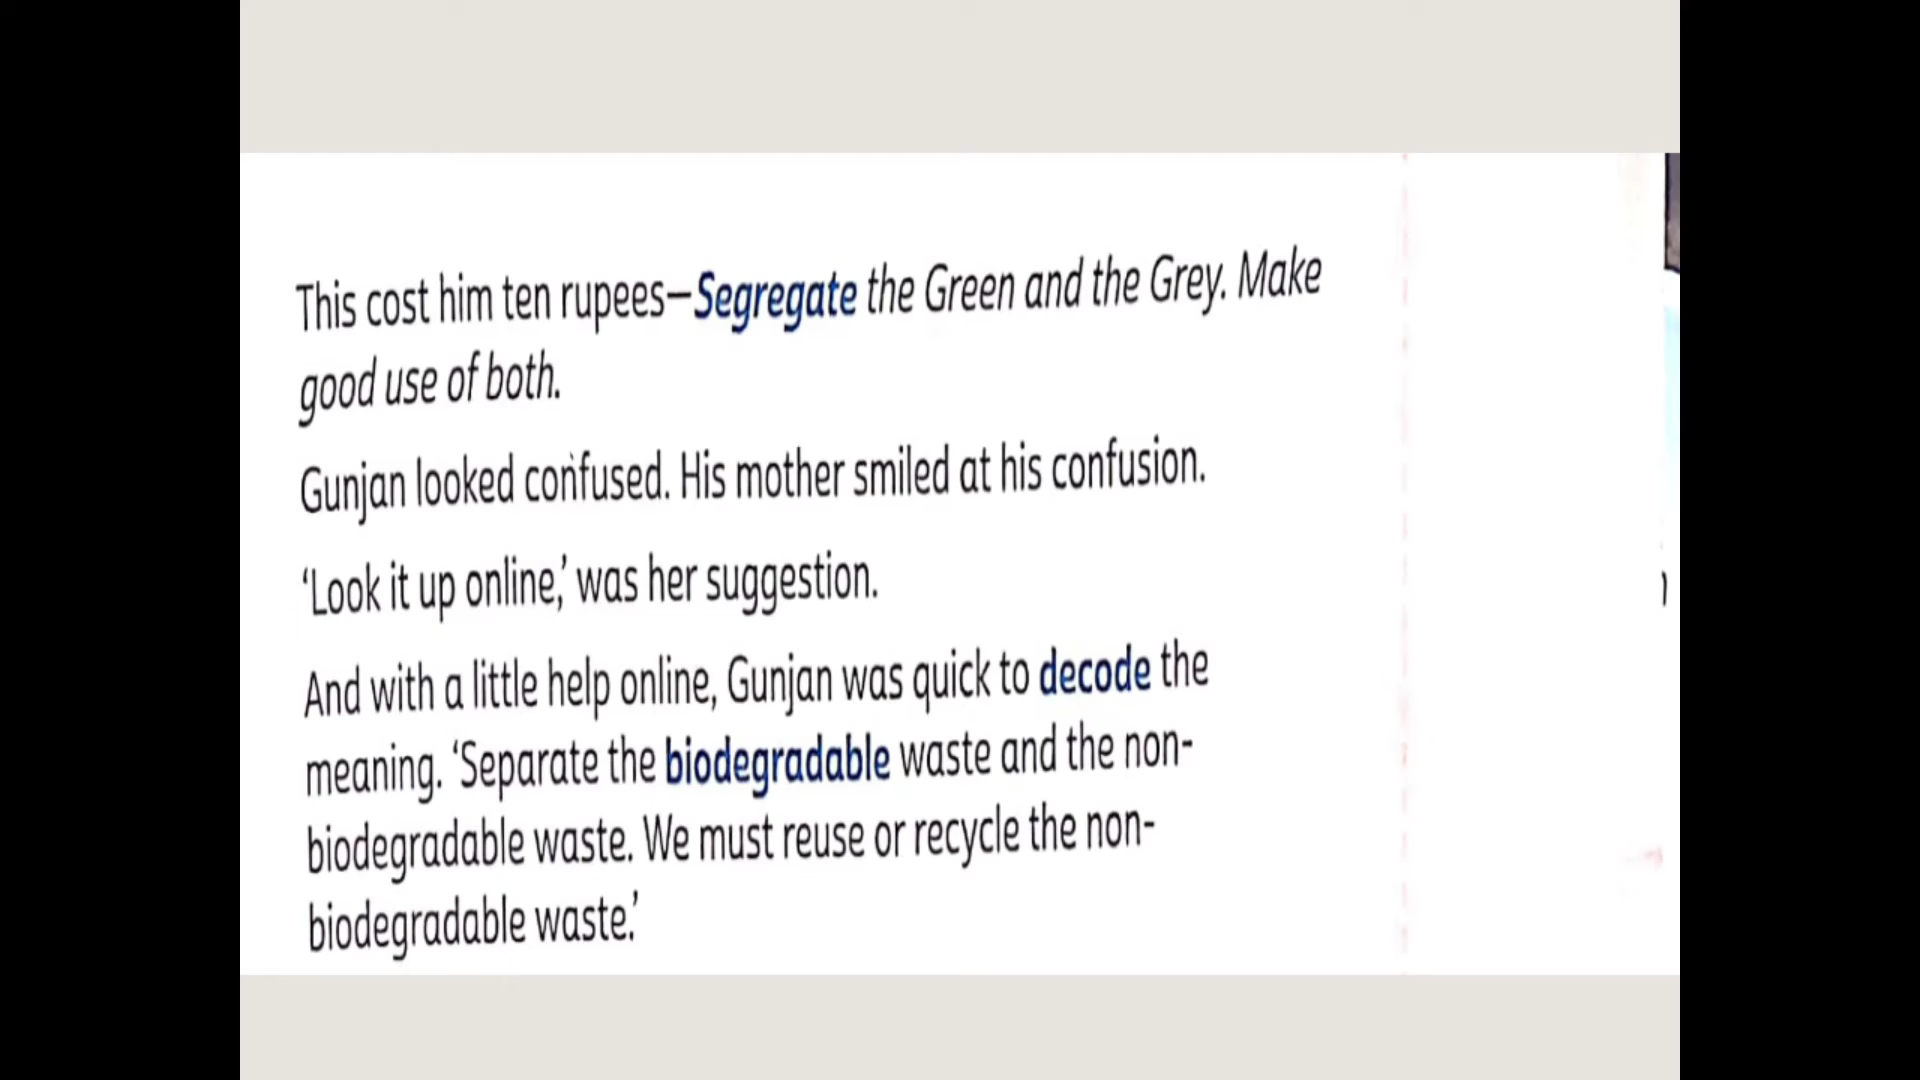 This cost him ten rupees—Segregate the Green and the Grey. Make
good use of both.
Gunjan looked confused. His mother smiled at his confusion.
‘Look it up online,’ was her suggestion.
And with a little help online, Gunjan was quick to decode the
meaning. ‘Separate the biodegradable waste and the non-
biodegradable waste. We must reuse or recycle the non-
biodegradable waste.’